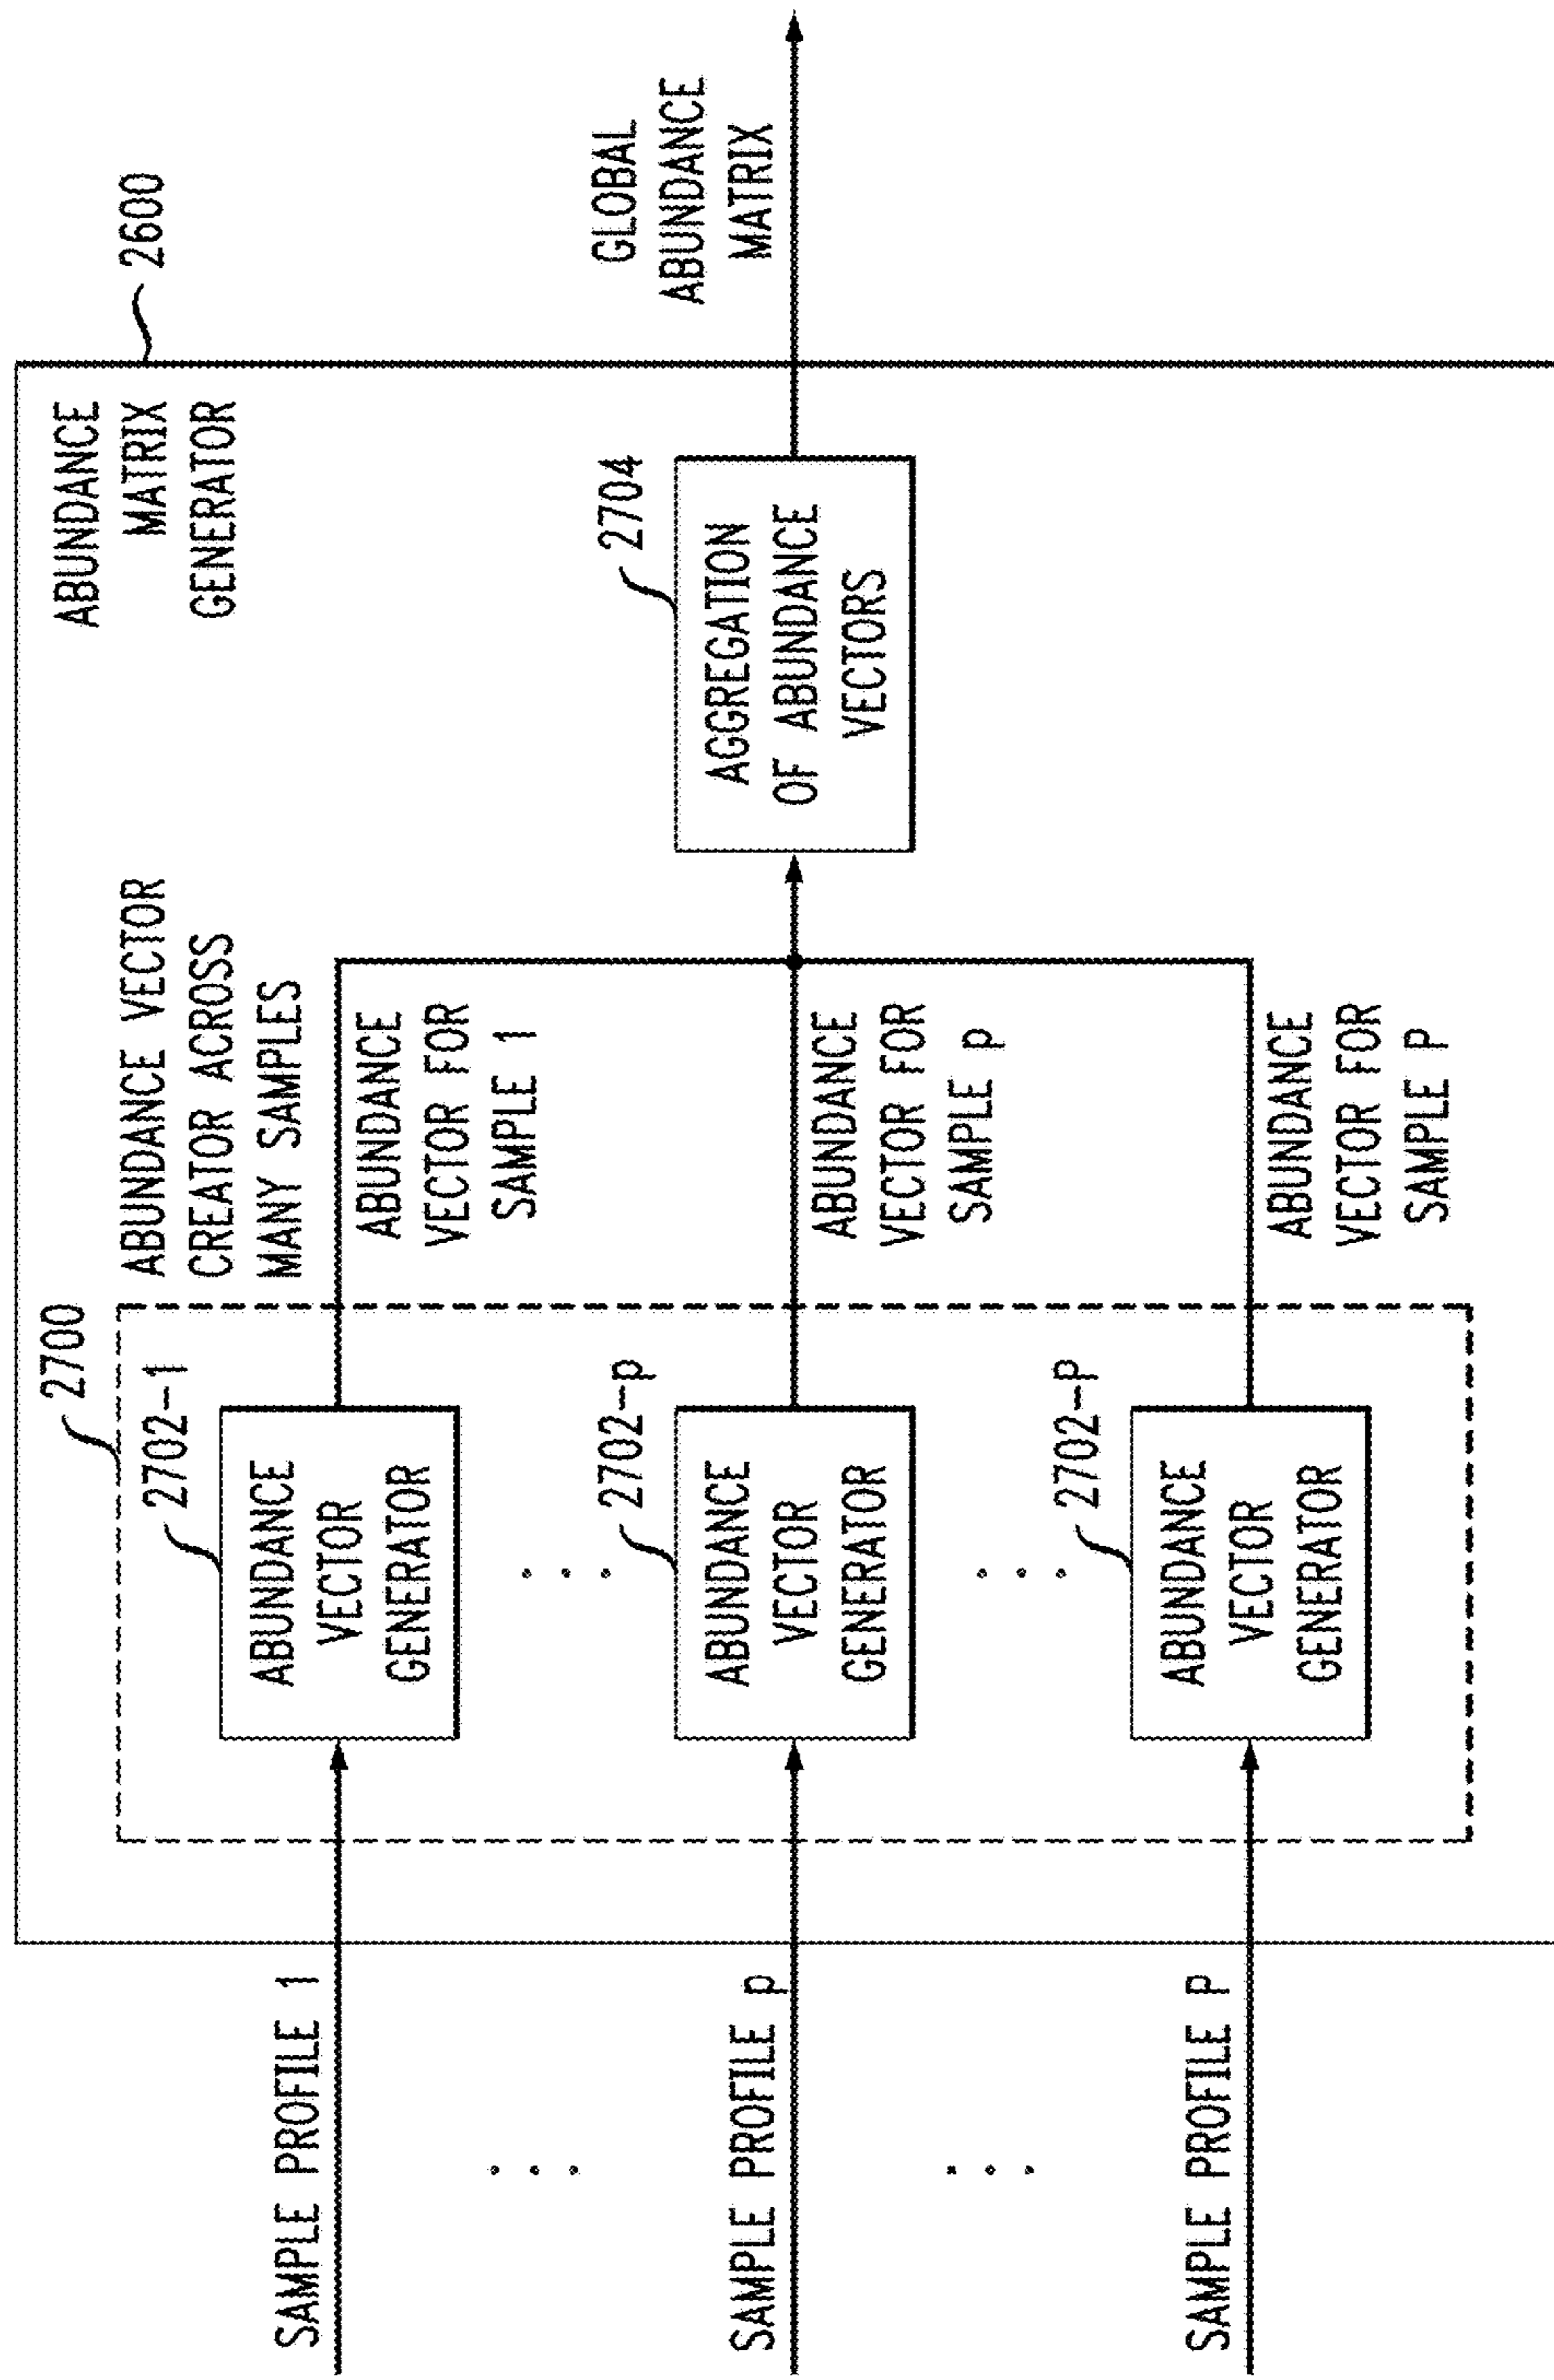 ABUNDANCE
MATRIX
GENERATOR
2600
2700
ABUNDANCE VECTOR
CREATOR ACROSS
MANY SAMPLES
SAMPLE PROFILE 1
2702-1
ABUNDANCE
VECTOR
GENERATOR
ABUNDANCE
VECTOR FOR
SAMPLE 1
. . .
. . .
SAMPLE PROFILE p
2702-p
ABUNDANCE
VECTOR
GENERATOR
ABUNDANCE
VECTOR FOR
SAMPLE p
2704
AGGREGATION
OF ABUNDANCE
VECTORS
GLOBAL
ABUNDANCE
MATRIX
. . .
. . .
SAMPLE PROFILE P
2702-P
ABUNDANCE
VECTOR
GENERATOR
ABUNDANCE
VECTOR FOR
SAMPLE P